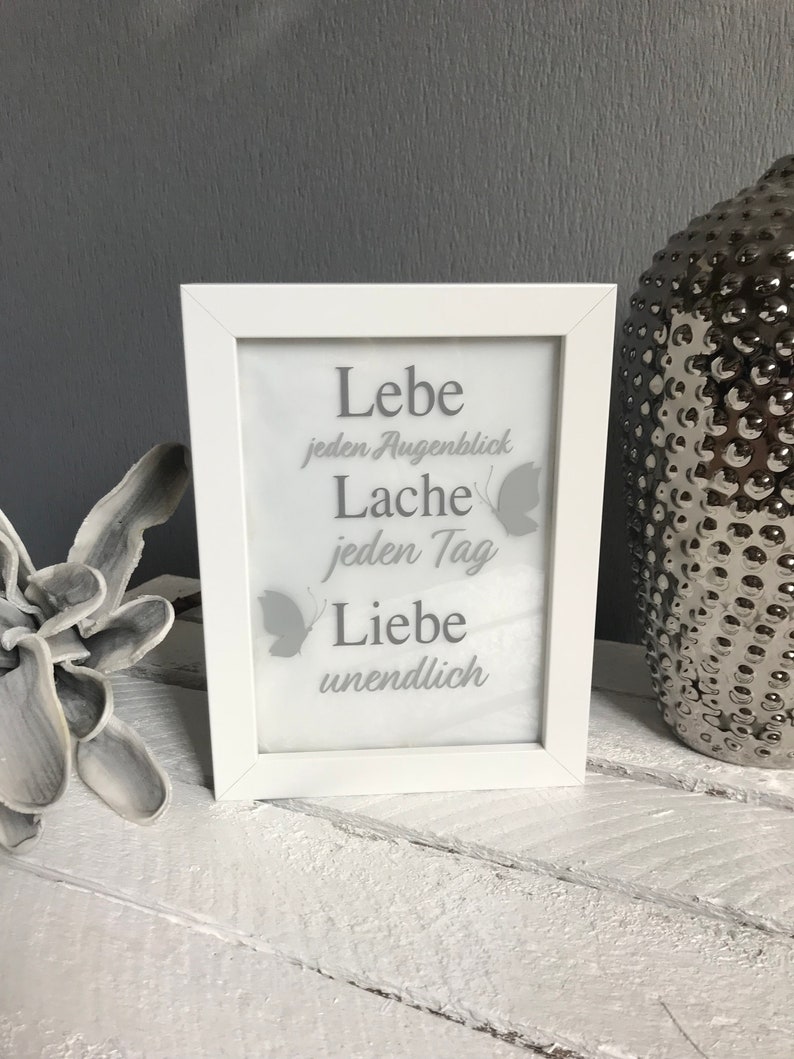 Lebe
jeden Augenblick
Lache
jeden Tag
Liebe
unendlich